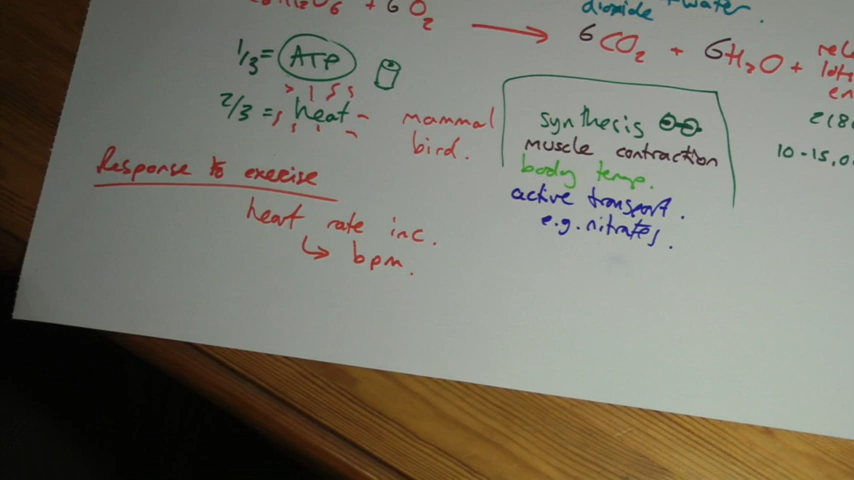 6 + 6O2
dioxide + water.
6CO2 + 6H2O +
1/3 = ATP
2/3 = heat - mammal
bird.
synthesis
muscle contraction
body temp.
active transport.
e.g. nitrates.
10-15,0
Response to exercise
heart rate inc.
↳ bpm.